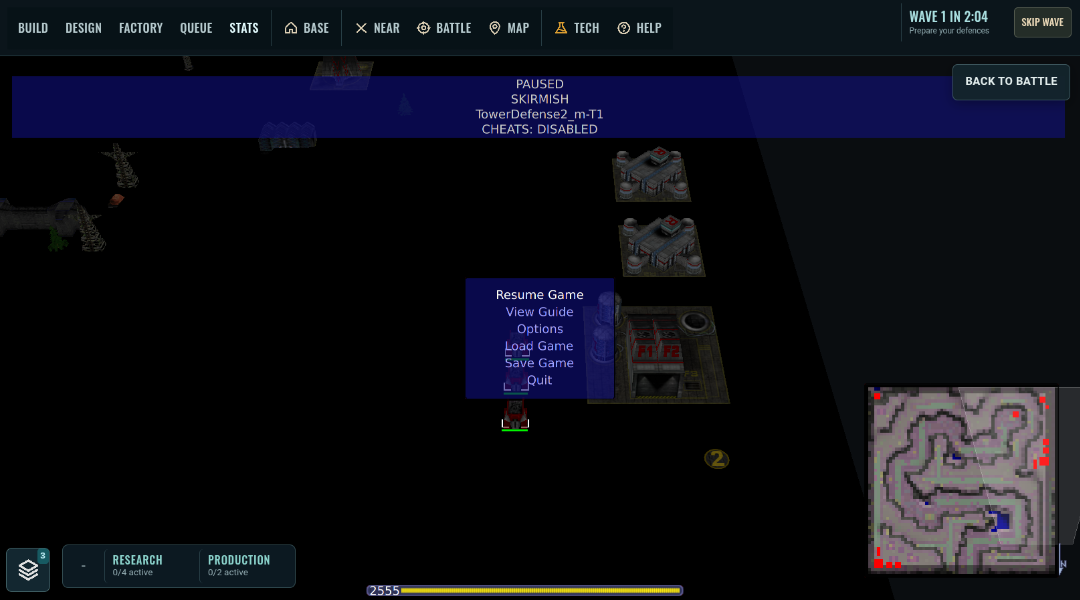 BUILD DESIGN FACTORY QUEUE STATS BASE NEAR BATTLE MAP TECH HELP
WAVE 1 IN 2:04
Prepare your defences
SKIP WAVE
BACK TO BATTLE
PAUSED
SKIRMISH
TowerDefense2_m-T1
CHEATS: DISABLED
Resume Game
View Guide
Options
Load Game
Save Game
Quit
F1 F2
2
3
-
RESEARCH
0/4 active
PRODUCTION
0/2 active
2555
N